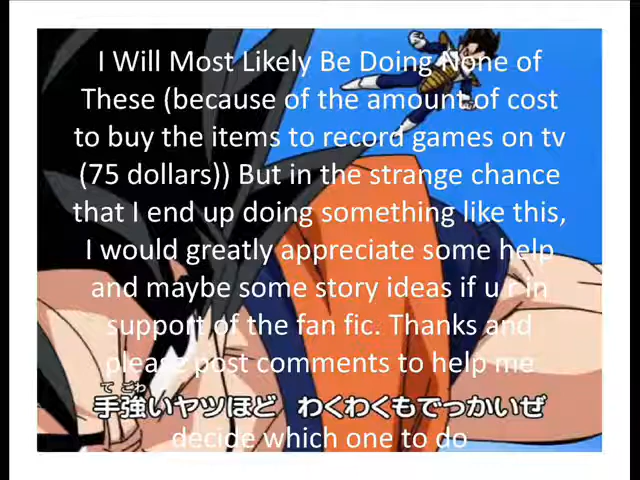 I Will Most Likely Be Doing None of
These (because of the amount of cost
to buy the items to record games on tv
(75 dollars)) But in the strange chance
that I end up doing something like this,
I would greatly appreciate some help
and maybe some story ideas if u r in
support of the fan fic. Thanks and
please post comments to help me
てごわ
手強いヤツほど わくわくもでっかいぜ
decide which one to do